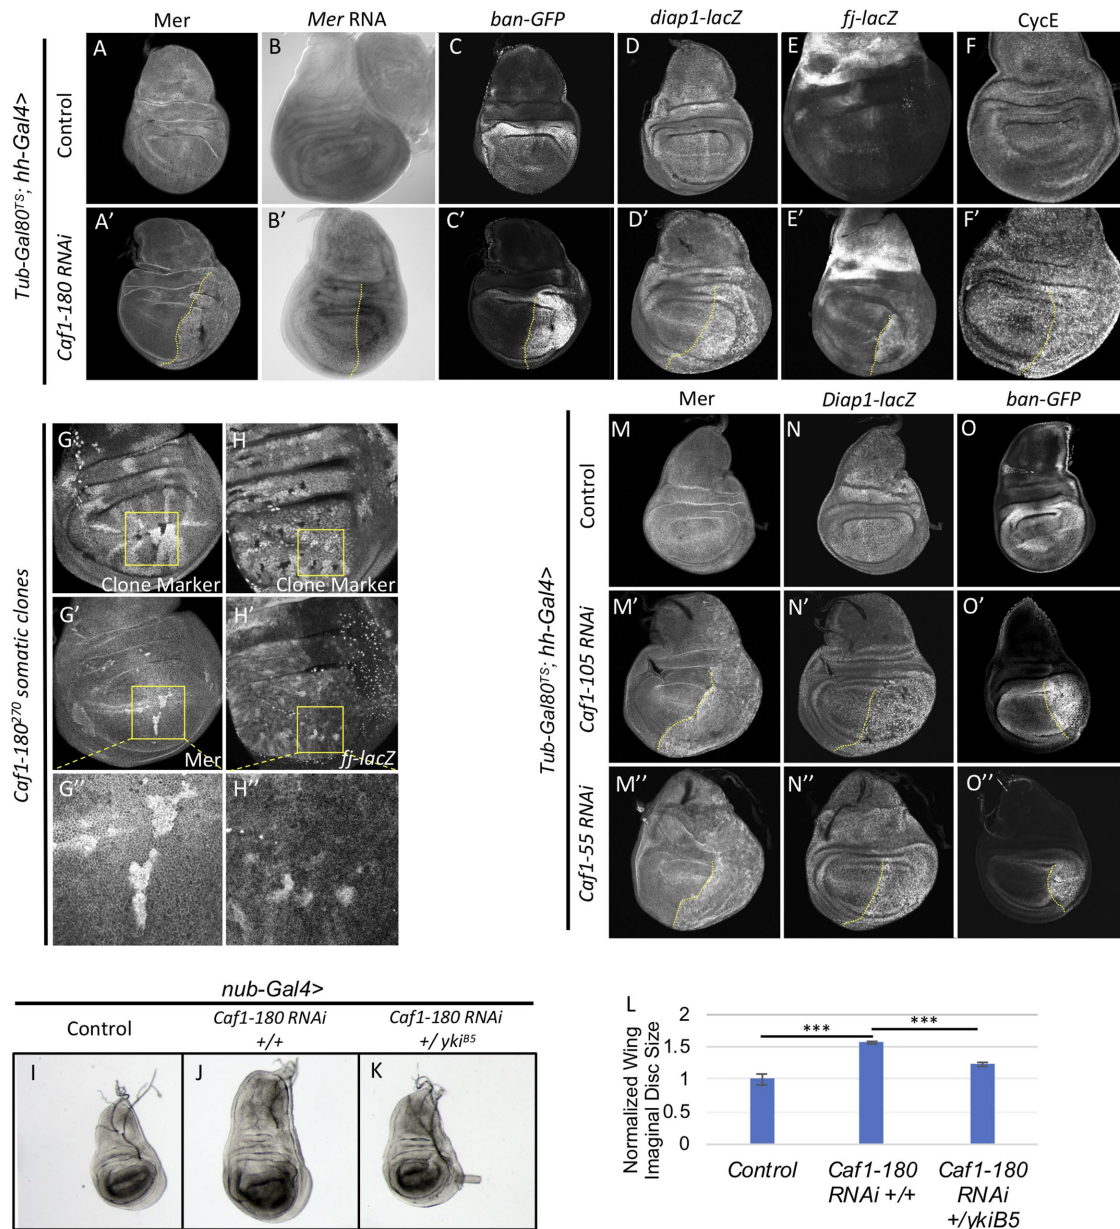 Mer Mer RNA ban-GFP diap1-lacZ fj-lacZ CycE
Tub-Gal80TS; hh-Gal4>
Control
A B C D E F
Caf1-180 RNAi
A' B' C' D' E' F'
Caf1-180270 somatic clones
G H
Clone Marker Clone Marker
G' H'
Mer fj-lacZ
G'' H''
Mer Diap1-lacZ ban-GFP
Tub-Gal80TS; hh-Gal4>
Control
M N O
Caf1-105 RNAi
M' N' O'
Caf1-55 RNAi
M'' N'' O''
nub-Gal4>
Control Caf1-180 RNAi Caf1-180 RNAi
+/+ +/ ykiB5
I J K
L
Normalized Wing
Imaginal Disc Size
2
1.5
1
0.5
0
*** ***
Control Caf1-180 Caf1-180
RNAi +/+ RNAi
+/ykiB5